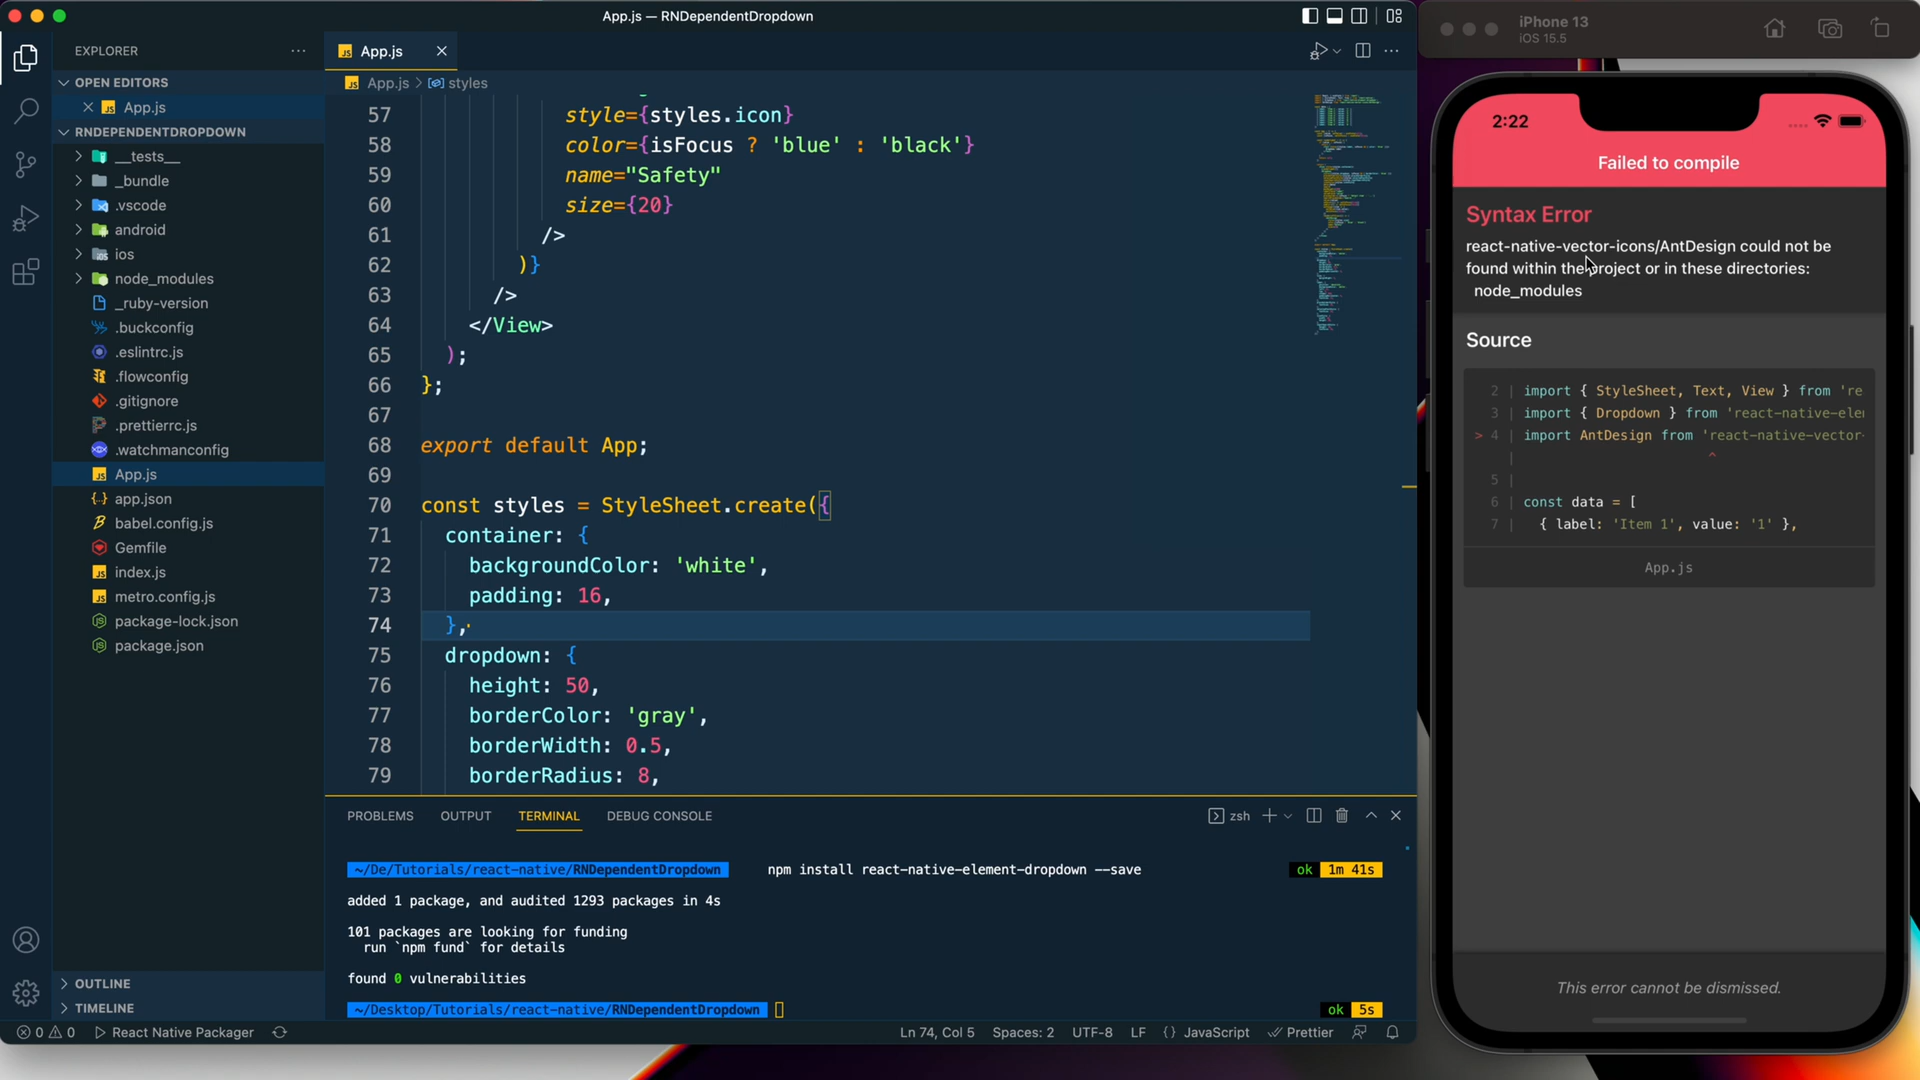 App.js — RNDependentDropdown
EXPLORER
OPEN EDITORS
App.js
RNDEPENDENTDROPDOWN
__tests__
_bundle
.vscode
android
ios
node_modules
_ruby-version
.buckconfig
.eslintrc.js
.flowconfig
.gitignore
.prettierrc.js
.watchmanconfig
App.js
app.json
babel.config.js
Gemfile
index.js
metro.config.js
package-lock.json
package.json
OUTLINE
TIMELINE
App.js
App.js > styles
57 style={styles.icon}
58 color={isFocus ? 'blue' : 'black'}
59 name="Safety"
60 size={20}
61 />
62 )}
63 />
64 </View>
65 );
66 };
67
68 export default App;
69
70 const styles = StyleSheet.create({
71 container: {
72 backgroundColor: 'white',
73 padding: 16,
74 },
75 dropdown: {
76 height: 50,
77 borderColor: 'gray',
78 borderWidth: 0.5,
79 borderRadius: 8,
PROBLEMS OUTPUT TERMINAL DEBUG CONSOLE
zsh
~/De/Tutorials/react-native/RNDependentDropdown npm install react-native-element-dropdown --save ok 1m 41s
added 1 package, and audited 1293 packages in 4s
101 packages are looking for funding
run `npm fund` for details
found 0 vulnerabilities
~/Desktop/Tutorials/react-native/RNDependentDropdown ok 5s
0 0 React Native Packager
Ln 74, Col 5 Spaces: 2 UTF-8 LF {} JavaScript Prettier
iPhone 13
iOS 15.5
2:22
Failed to compile
Syntax Error
react-native-vector-icons/AntDesign could not be
found within the project or in these directories:
node_modules
Source
2 | import { StyleSheet, Text, View } from 're
3 | import { Dropdown } from 'react-native-ele
> 4 | import AntDesign from 'react-native-vector-
| ^
5 |
6 | const data = [
7 | { label: 'Item 1', value: '1' },
App.js
This error cannot be dismissed.